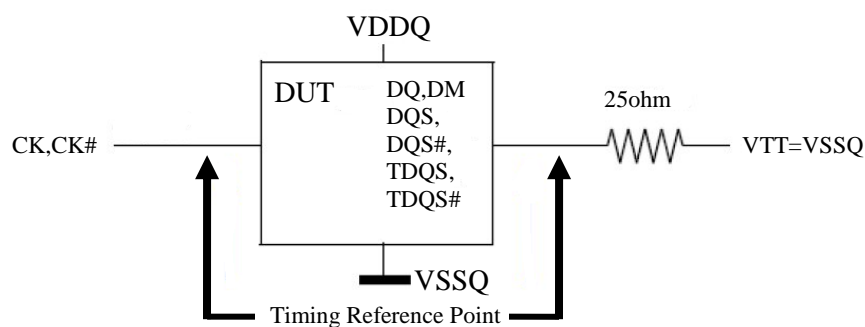 VDDQ
DUT
DQ,DM
DQS,
DQS#,
TDQS,
TDQS#
CK,CK#
25ohm
VTT=VSSQ
VSSQ
Timing Reference Point